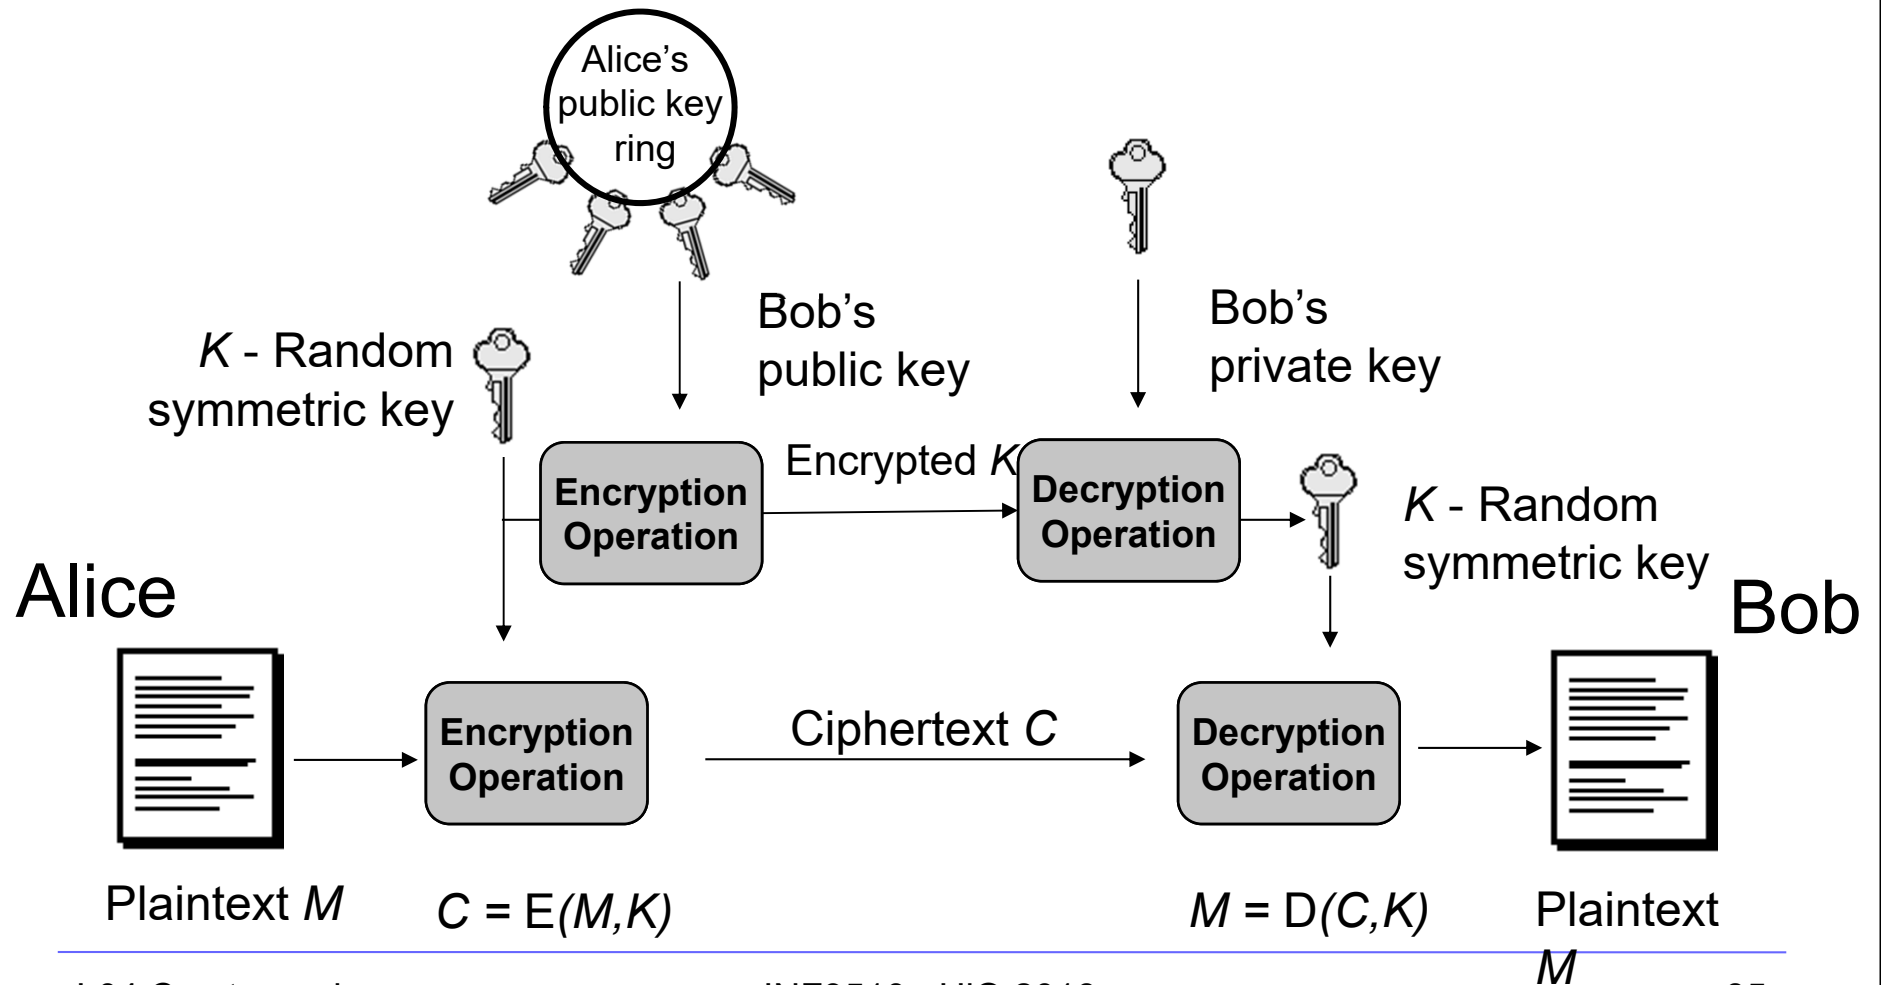 Alice's
public key
ring
Bob's
public key
Bob's
private key
K - Random
symmetric key
Encrypted K
Encryption
Operation
Decryption
Operation
K - Random
symmetric key
Alice
Bob
Encryption
Operation
Ciphertext C
Decryption
Operation
Plaintext M
C = E(M,K)
M = D(C,K)
Plaintext
M